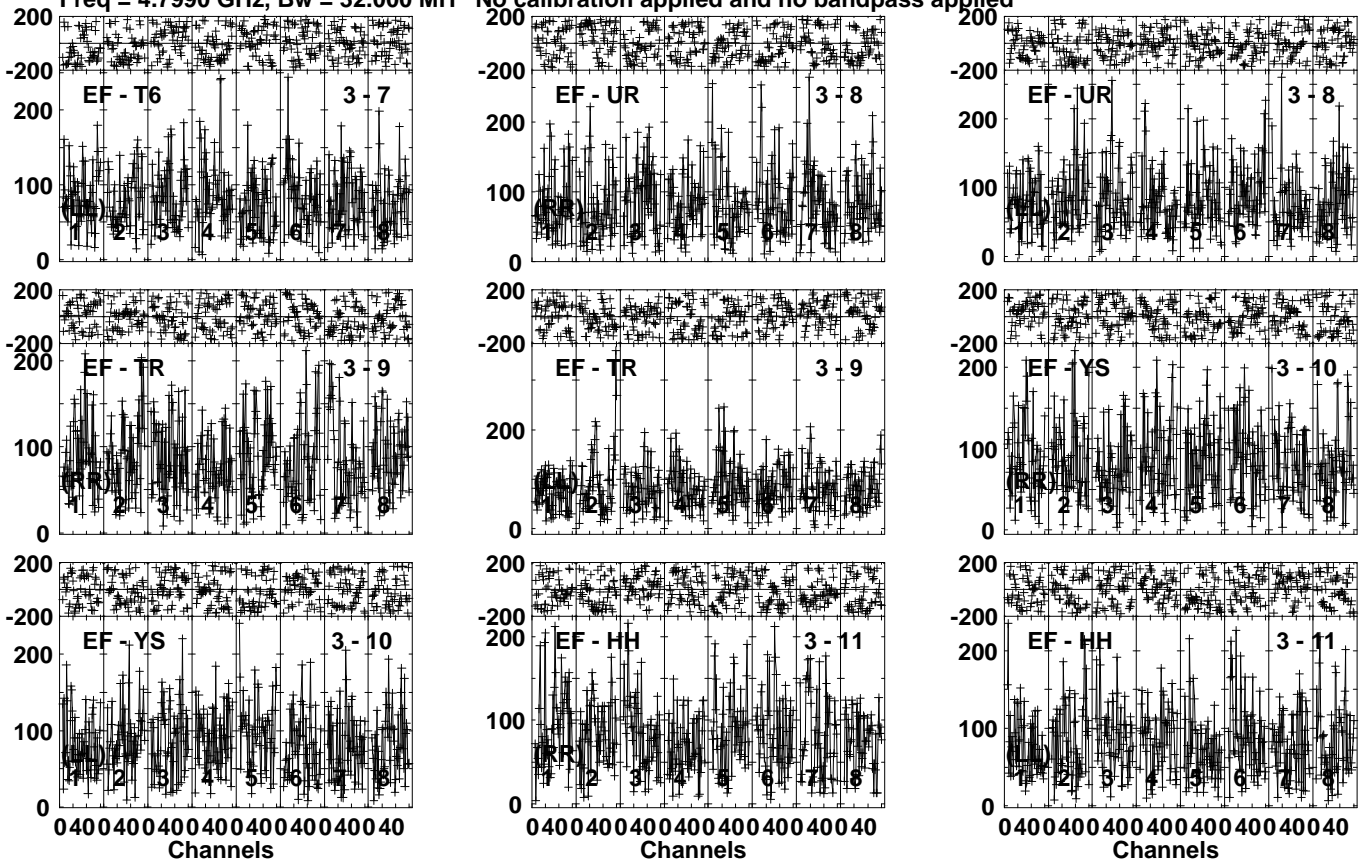 Freq = 4.7990 GHz, Bw = 32.000 MH No calibration applied and no bandpass applied
200 200 200
-200 -200 -200
EF - T6 3 - 7 EF - UR 3 - 8 EF - UR 3 - 8
200 200 200
100 100 100
(LL) (RR) (LL)
1 2 3 4 5 6 7 8 1 2 3 4 5 6 7 8 1 2 3 4 5 6 7 8
0 0 0
200 200 200
-200 -200 -200
EF - TR 3 - 9 EF - TR 3 - 9 EF - YS 3 - 10
200 200 200
100 100
(RR) (LL) (RR)
1 2 3 4 5 6 7 8 1 2 3 4 5 6 7 8 1 2 3 4 5 6 7 8
0 0 0
200 200 200
-200 -200 -200
EF - YS 3 - 10 EF - HH 3 - 11 EF - HH 3 - 11
200 200 200
100 100 100
(LL) (RR) (LL)
1 2 3 4 5 6 7 8 1 2 3 4 5 6 7 8 1 2 3 4 5 6 7 8
0 0 0
0 40 0 40 0 40 0 40 0 40 0 40 0 40 40 0 40 0 40 0 40 0 40 0 40 0 40 0 40 40 0 40 0 40 0 40 0 40 0 40 0 40 0 40 40
Channels Channels Channels